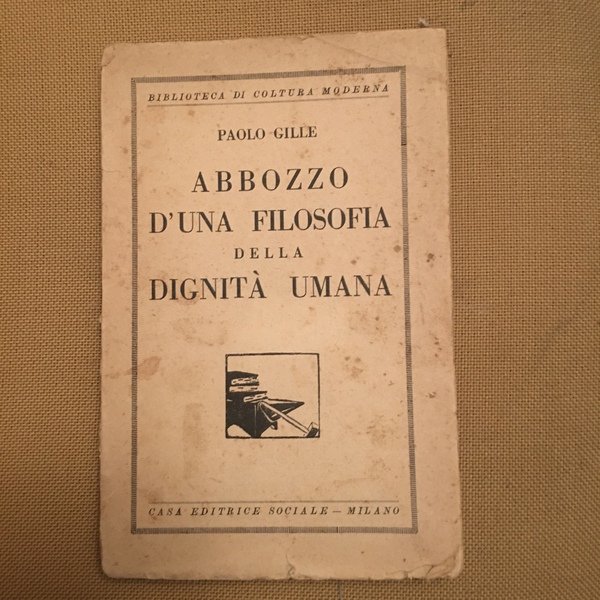 BIBLIOTECA DI COLTURA MODERNA
PAOLO GILLE
ABBOZZO
D'UNA FILOSOFIA
DELLA
DIGNITÀ UMANA
CASA EDITRICE SOCIALE — MILANO